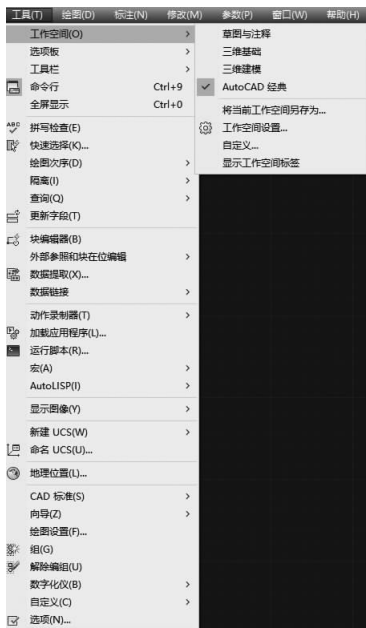 工具(T) 绘图(D) 标注(N) 修改(M) 参数(P) 窗口(W) 帮助(H)
工作空间(O)
选项板
工具栏
命令行 Ctrl+9
全屏显示 Ctrl+0
ABC 拼写检查(E)
快速选择(K)...
绘图次序(D)
隔离(I)
查询(Q)
更新字段(T)
块编辑器(B)
外部参照和块在位编辑
数据提取(X)...
数据链接
动作录制器(T)
加载应用程序(L)...
运行脚本(R)...
宏(A)
AutoLISP(I)
显示图像(Y)
新建 UCS(W)
命名 UCS(U)...
地理位置(L)...
CAD 标准(S)
向导(Z)
绘图设置(F)...
组(G)
解除编组(U)
数字化仪(B)
自定义(C)
选项(N)...
草图与注释
三维基础
三维建模
AutoCAD 经典
将当前工作空间另存为...
工作空间设置...
自定义...
显示工作空间标签